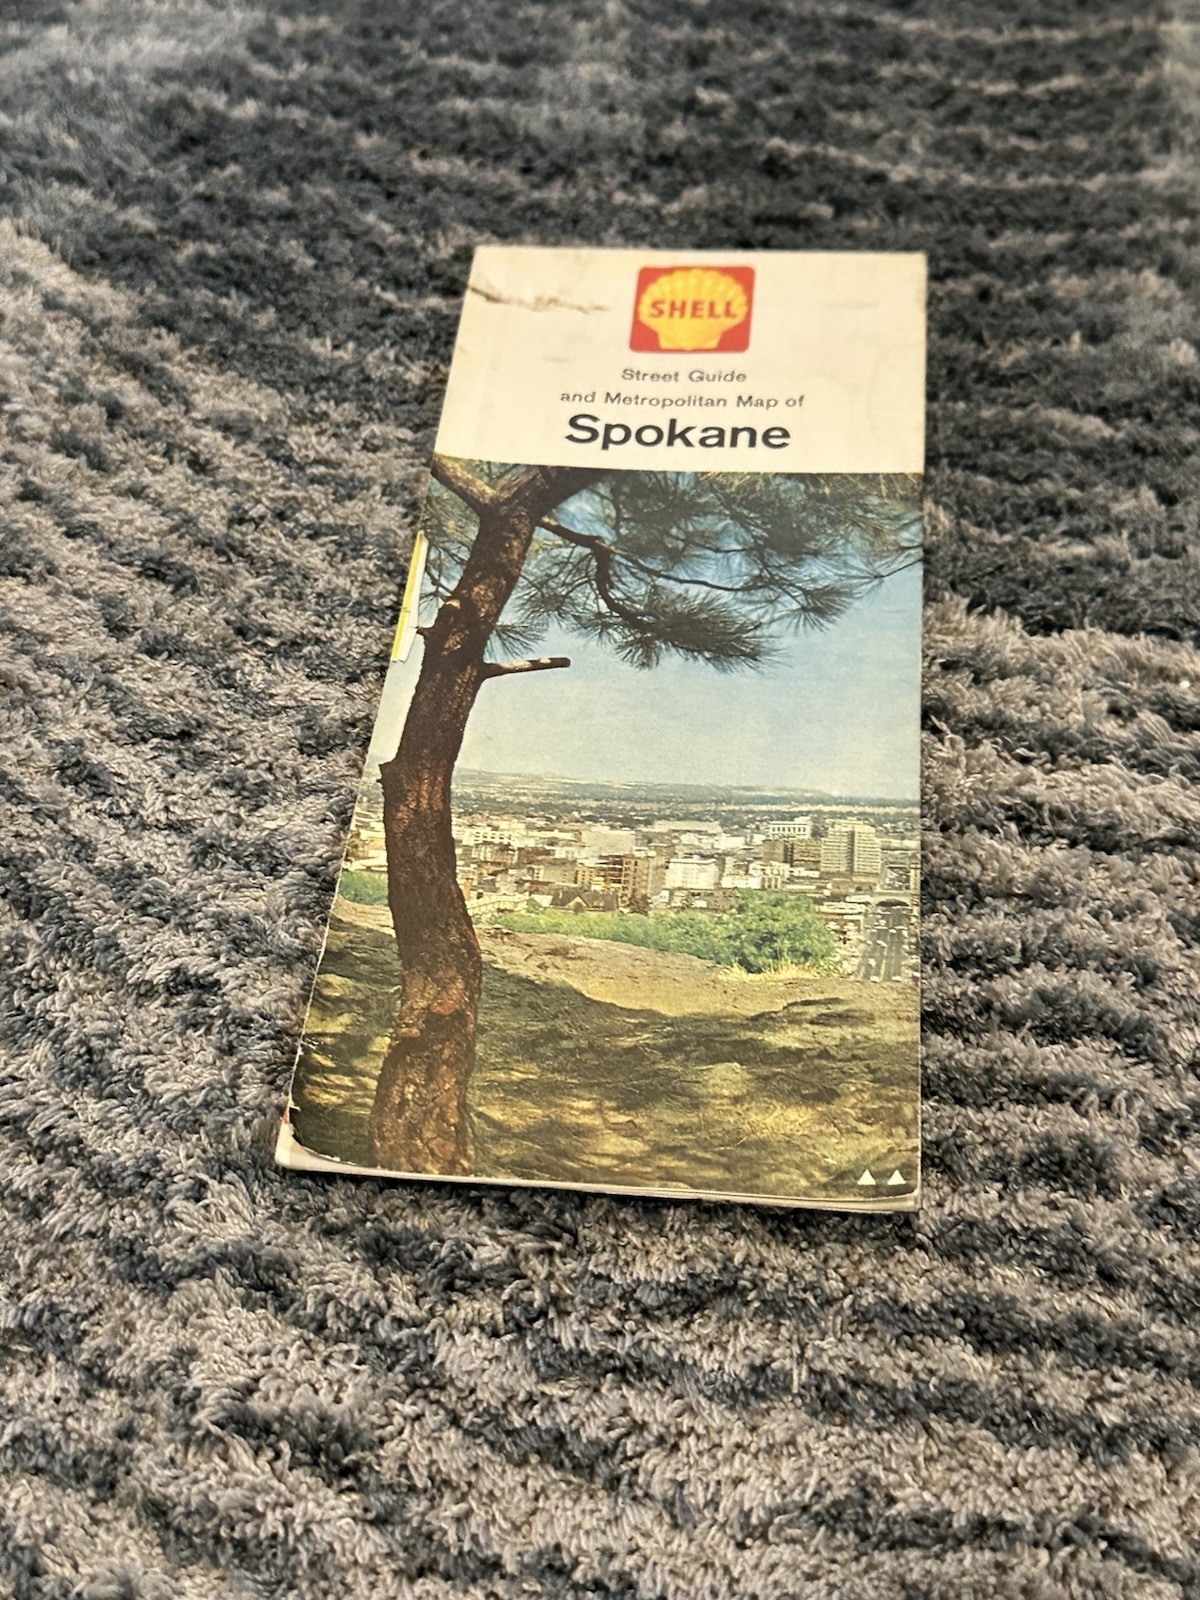 SHELL
Street Guide
and Metropolitan Map of
Spokane